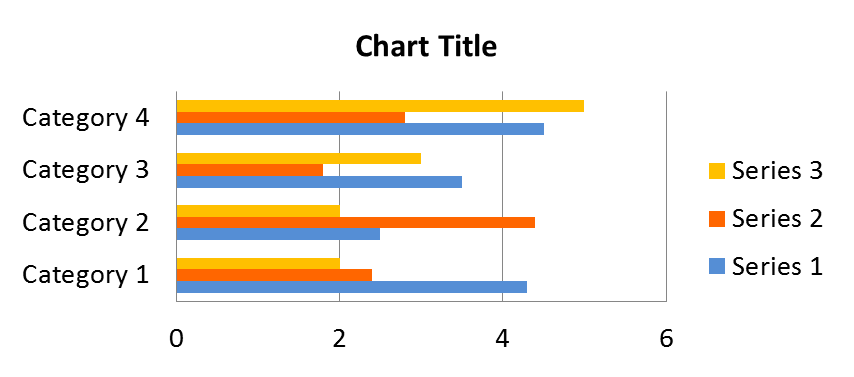 Chart Title
Category 4
Category 3
Category 2
Category 1
0 2 4 6
Series 3
Series 2
Series 1